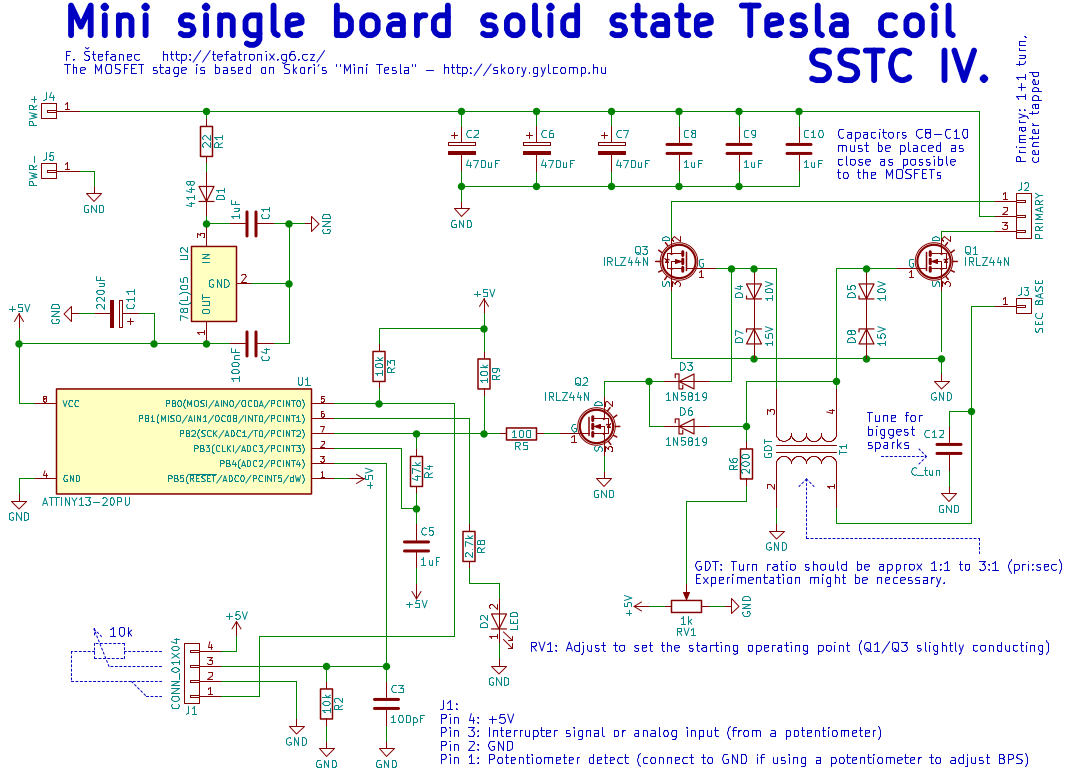 Mini single board solid state Tesla coil
SSTC IV.
F. Štefanec http://tefatronix.g6.cz/
The MOSFET stage is based on Skori's "Mini Tesla" – http://skory.gylcomp.hu
Primary: 1+1 turn,
center tapped
J4
PWR+
1
J5
PWR-
1
GND
22
R1
4148
D1
1uF
C1
GND
3
U2
78(L)05
IN
GND
OUT
2
1
100nF
C4
220uF
C11
GND
+5V
C2
470uF
C6
470uF
C7
470uF
C8
1uF
C9
1uF
C10
1uF
GND
Capacitors C8-C10
must be placed as
close as possible
to the MOSFETs
J2
1
2
3
PRIMARY
Q3
IRLZ44N
D
2
G
1
S
3
Q1
IRLZ44N
D
2
G
1
S
3
J3
1
SEC BASE
D4
10V
D7
15V
D5
10V
D8
15V
GND
+5V
10k
R3
10k
R9
U1
8
VCC
4
GND
GND
ATTINY13-20PU
PB0(MOSI/AIN0/OC0A/PCINT0)
5
PB1(MISO/AIN1/OC0B/INT0/PCINT1)
6
PB2(SCK/ADC1/T0/PCINT2)
7
PB3(CLKI/ADC3/PCINT3)
2
PB4(ADC2/PCINT4)
3
PB5(RESET/ADC0/PCINT5/dW)
1
+5V
47k
R4
C5
1uF
+5V
100
R5
Q2
IRLZ44N
D
2
G
1
S
3
GND
D3
1N5819
D6
1N5819
R6
200
GDT
T1
3
4
2
1
GND
Tune for
biggest
sparks
C12
C_tun
GND
GDT: Turn ratio should be approx 1:1 to 3:1 (pri:sec)
Experimentation might be necessary.
2.7k
R8
D2
2
1
LED
GND
+5V
1k
RV1
GND
RV1: Adjust to set the starting operating point (Q1/Q3 slightly conducting)
10k
+5V
CONN_01X04
4
3
2
1
J1
GND
10k
R2
GND
C3
100pF
GND
J1:
Pin 4: +5V
Pin 3: Interrupter signal or analog input (from a potentiometer)
Pin 2: GND
Pin 1: Potentiometer detect (connect to GND if using a potentiometer to adjust BPS)